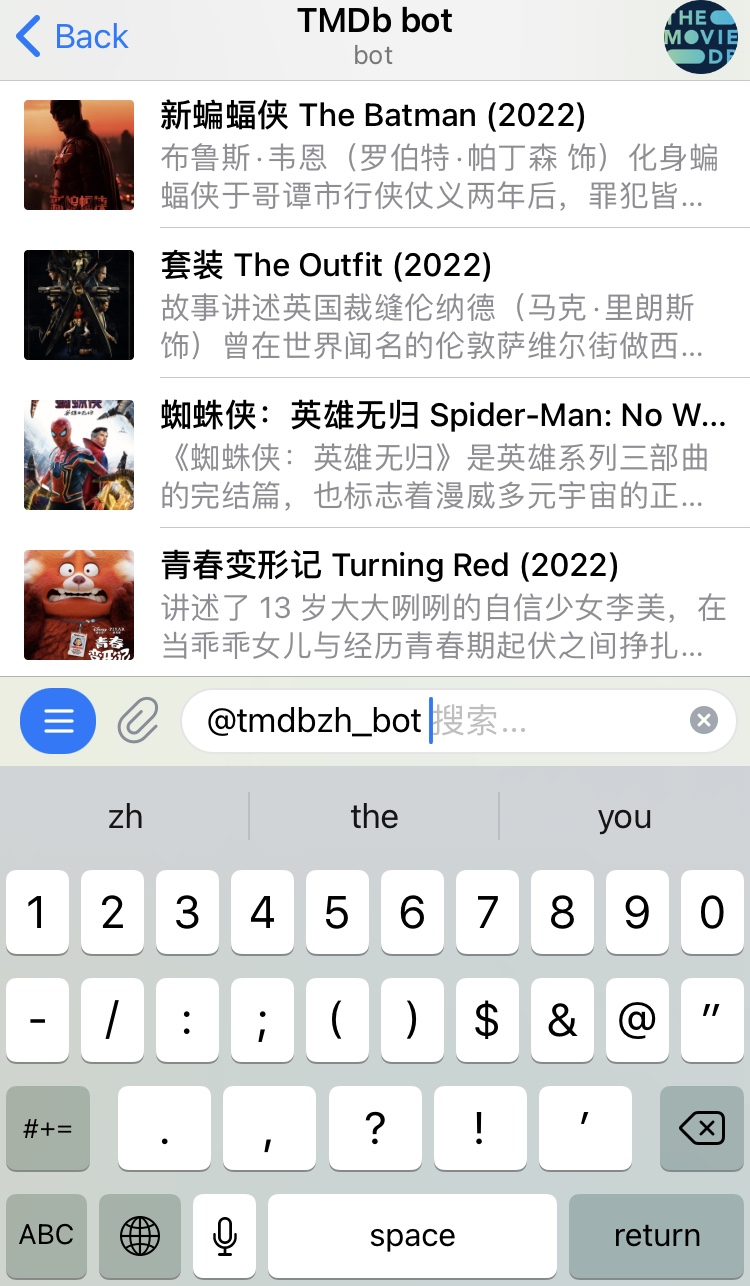 Back
TMDb bot
bot
THE
MOVIE
DB
新蝙蝠侠 The Batman (2022)
布鲁斯·韦恩（罗伯特·帕丁森 饰）化身蝙
蝠侠于哥谭市行侠仗义两年后，罪犯皆...
套装 The Outfit (2022)
故事讲述英国裁缝伦纳德（马克·里朗斯
饰）曾在世界闻名的伦敦萨维尔街做西...
蜘蛛侠：英雄无归 Spider-Man: No W...
《蜘蛛侠：英雄无归》是英雄系列三部曲
的完结篇，也标志着漫威多元宇宙的正...
青春变形记 Turning Red (2022)
讲述了 13 岁大大咧咧的自信少女李美，在
当乖乖女儿与经历青春期起伏之间挣扎...
青春
变形记
@tmdbzh_bot 搜索...
zh the you
1 2 3 4 5 6 7 8 9 0
- / : ; ( ) $ & @ "
#+= . , ? ! '
ABC space return